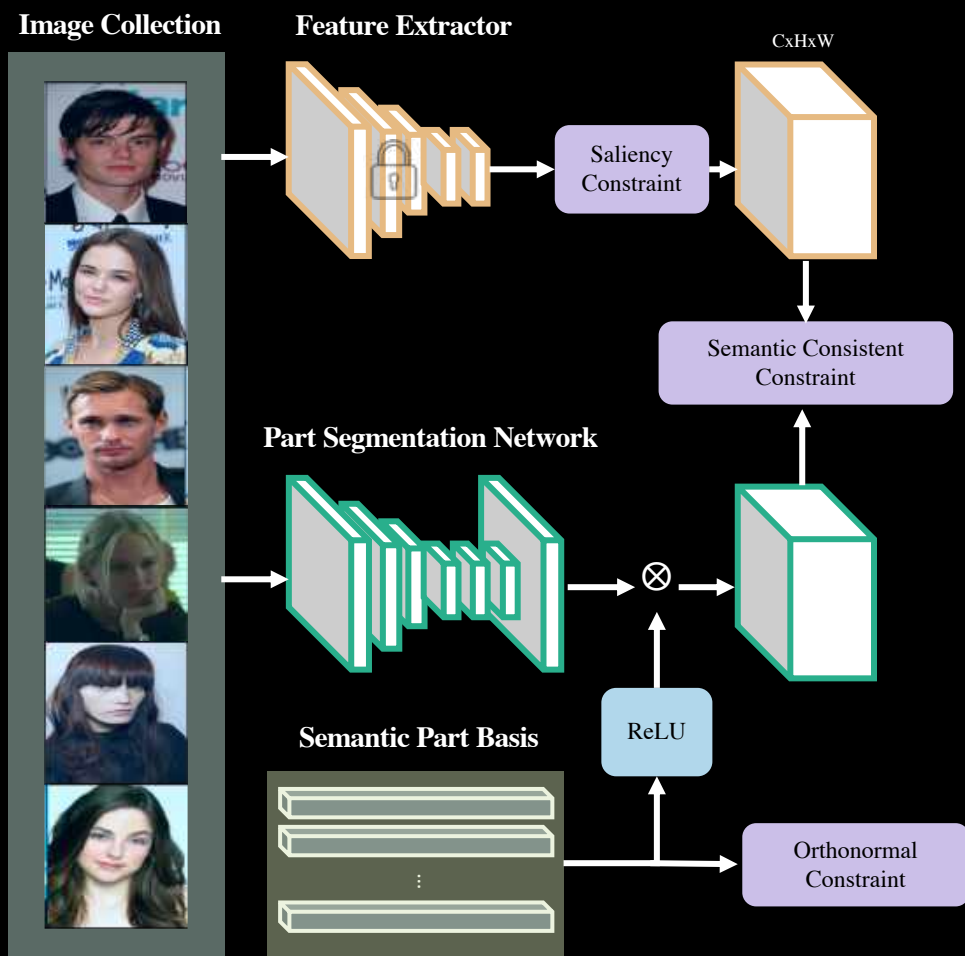 Image Collection
Feature Extractor
CxHxW
Saliency
Constraint
Semantic Consistent
Constraint
Part Segmentation Network
⊗
ReLU
Semantic Part Basis
⋮
Orthonormal
Constraint